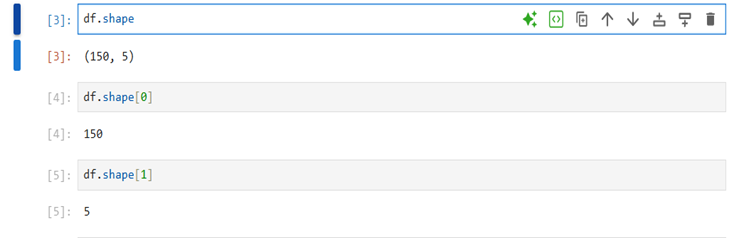 [3]: df.shape
[3]: (150, 5)
[4]: df.shape[0]
[4]: 150
[5]: df.shape[1]
[5]: 5